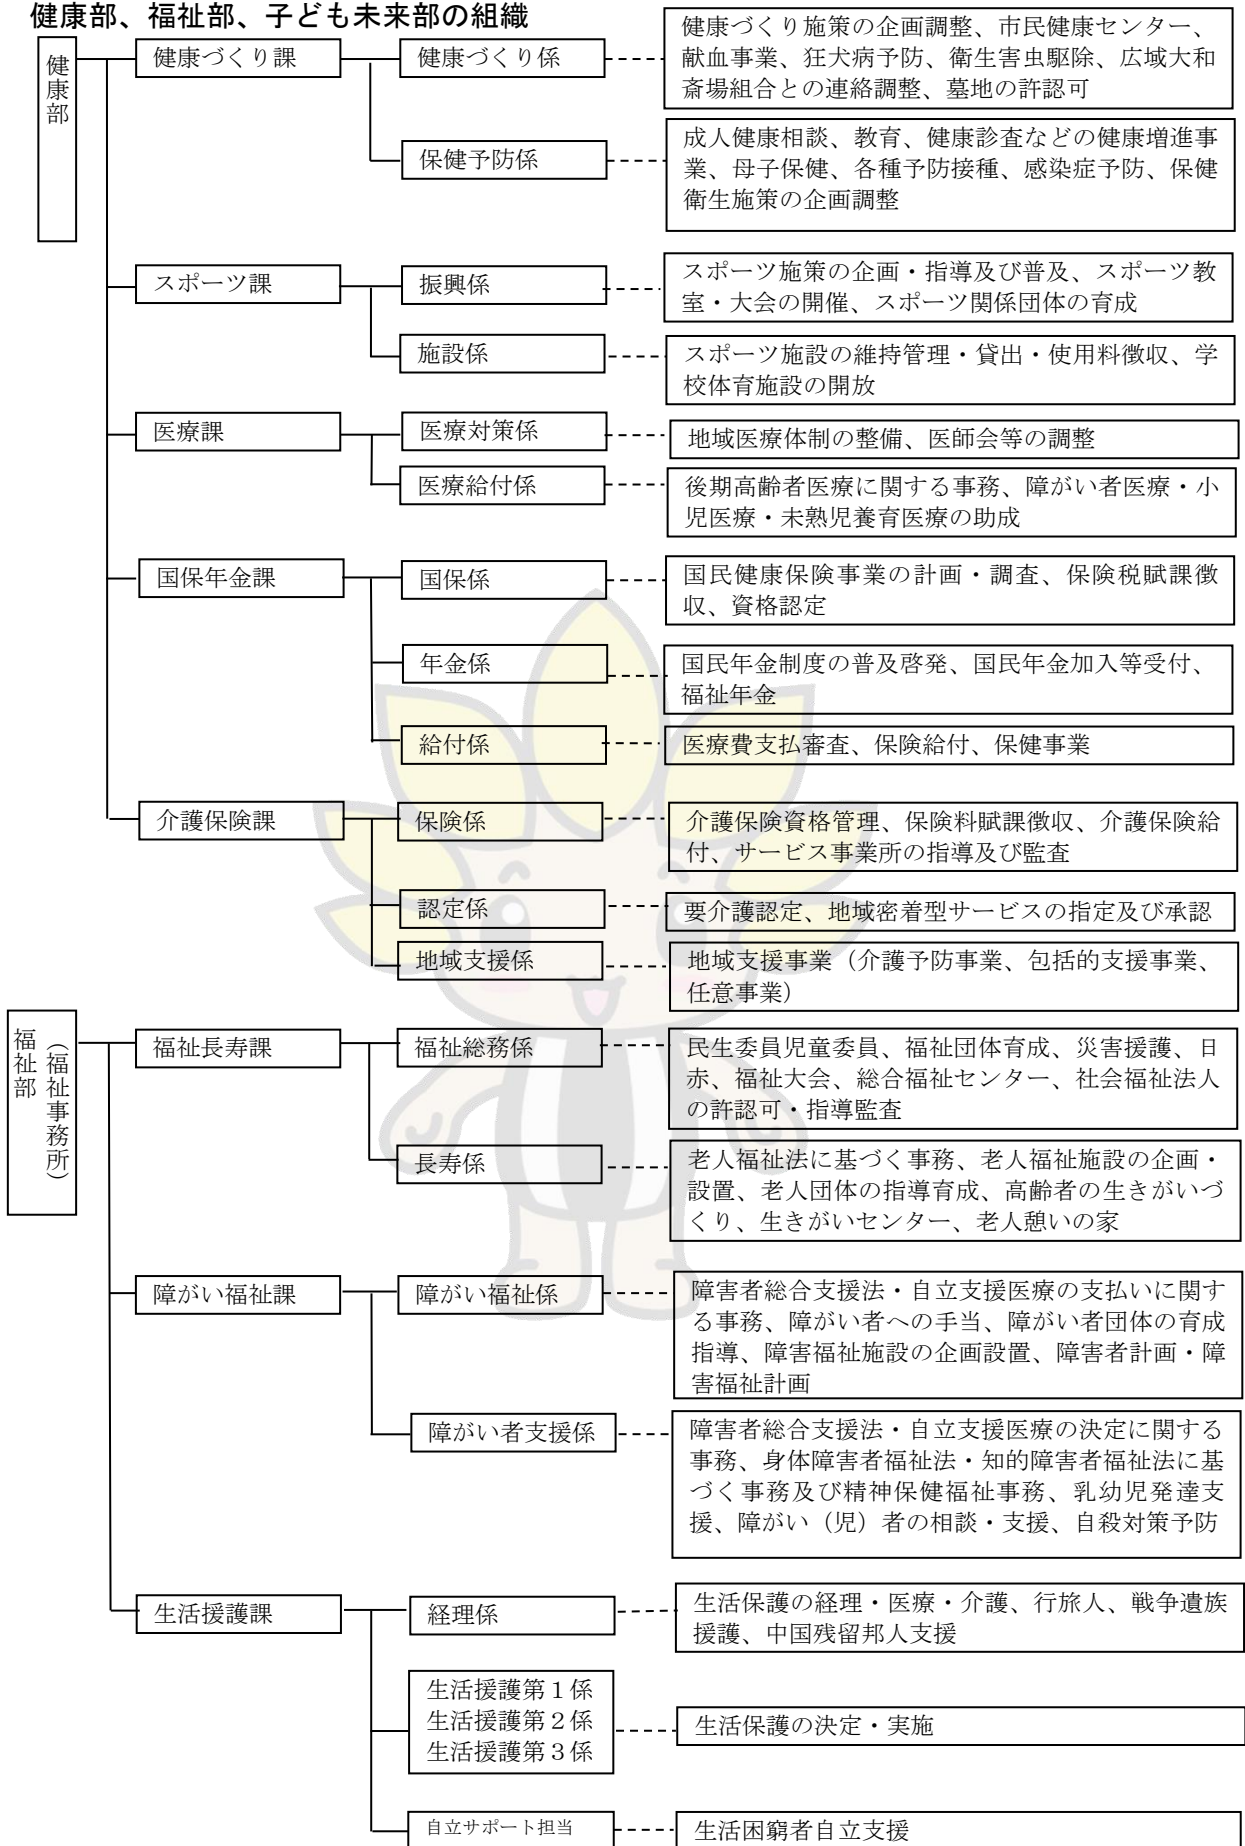 健康部、福祉部、子ども未来部の組織
健康部
健康づくり課
健康づくり係
健康づくり施策の企画調整、市民健康センター、
献血事業、狂犬病予防、衛生害虫駆除、広域大和
斎場組合との連絡調整、墓地の許認可
保健予防係
成人健康相談、教育、健康診査などの健康増進事
業、母子保健、各種予防接種、感染症予防、保健
衛生施策の企画調整
スポーツ課
振興係
スポーツ施策の企画・指導及び普及、スポーツ教
室・大会の開催、スポーツ関係団体の育成
施設係
スポーツ施設の維持管理・貸出・使用料徴収、学
校体育施設の開放
医療課
医療対策係
地域医療体制の整備、医師会等の調整
医療給付係
後期高齢者医療に関する事務、障がい者医療・小
児医療・未熟児養育医療の助成
国保年金課
国保係
国民健康保険事業の計画・調査、保険税賦課徴
収、資格認定
年金係
国民年金制度の普及啓発、国民年金加入等受付、
福祉年金
給付係
医療費支払審査、保険給付、保健事業
介護保険課
保険係
介護保険資格管理、保険料賦課徴収、介護保険給
付、サービス事業所の指導及び監査
認定係
要介護認定、地域密着型サービスの指定及び承認
地域支援係
地域支援事業（介護予防事業、包括的支援事業、
任意事業）
福祉部
（福祉事務所）
福祉長寿課
福祉総務係
民生委員児童委員、福祉団体育成、災害援護、日
赤、福祉大会、総合福祉センター、社会福祉法人
の許認可・指導監査
長寿係
老人福祉法に基づく事務、老人福祉施設の企画・
設置、老人団体の指導育成、高齢者の生きがいづ
くり、生きがいセンター、老人憩いの家
障がい福祉課
障がい福祉係
障害者総合支援法・自立支援医療の支払いに関す
る事務、障がい者への手当、障がい者団体の育成
指導、障害福祉施設の企画設置、障害者計画・障
害福祉計画
障がい者支援係
障害者総合支援法・自立支援医療の決定に関する
事務、身体障害者福祉法・知的障害者福祉法に基
づく事務及び精神保健福祉事務、乳幼児発達支
援、障がい（児）者の相談・支援、自殺対策予防
生活援護課
経理係
生活保護の経理・医療・介護、行旅人、戦争遺族
援護、中国残留邦人支援
生活援護第１係
生活援護第２係
生活援護第３係
生活保護の決定・実施
自立サポート担当
生活困窮者自立支援